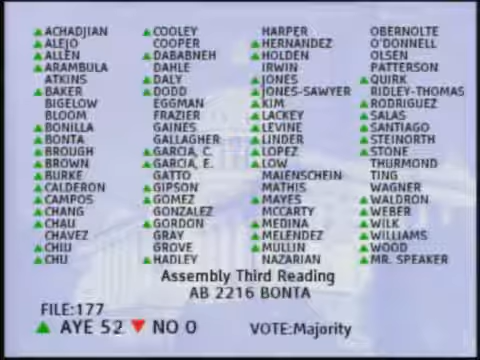 ACHADJIAN COOLEY HARPER OBERNOLTE
ALEJO COOPER HERNANDEZ O'DONNELL
ALLEN DABABNEH HOLDEN OLSEN
ARAMBULA DAHLE IRWIN PATTERSON
ATKINS DALY JONES QUIRK
BAKER DODD JONES-SAWYER RIDLEY-THOMAS
BIGELOW EGGMAN KIM RODRIGUEZ
BLOOM FRAZIER LACKEY SALAS
BONILLA GAINES LEVINE SANTIAGO
BONTA GALLAGHER LINDER STEINORTH
BROUGH GARCIA, C. LOPEZ STONE
BROWN GARCIA, E. LOW THURMOND
BURKE GATTO MAIENSCHEIN TING
CALDERON GIPSON MATHIS WAGNER
CAMPOS GOMEZ MAYES WALDRON
CHANG GONZALEZ MCCARTY WEBER
CHAU GORDON MEDINA WILK
CHAVEZ GRAY MELENDEZ WILLIAMS
CHIU GROVE MULLIN WOOD
CHU HADLEY NAZARIAN MR. SPEAKER
Assembly Third Reading
AB 2216 BONTA
FILE:177
AYE 52 NO 0 VOTE:Majority